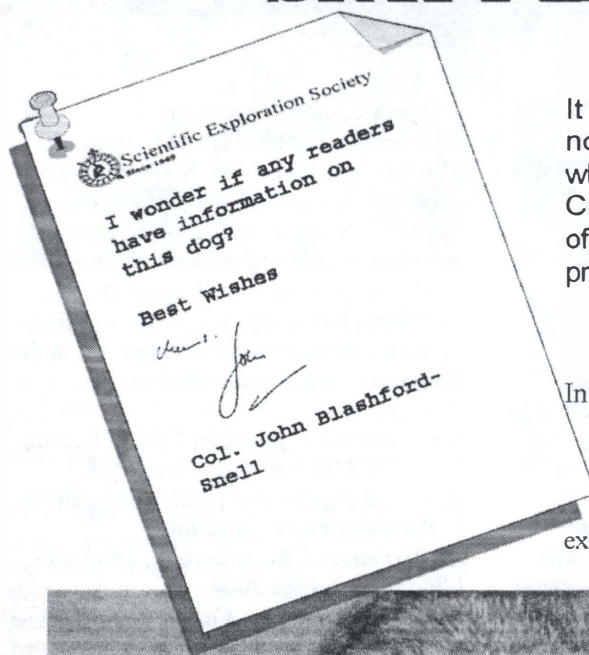 Scientific Exploration Society
Since 1969
I wonder if any readers
have information on
this dog?
Best Wishes
Col. John Blashford-
Snell
It
no
wh
C
of
pr
In
ex